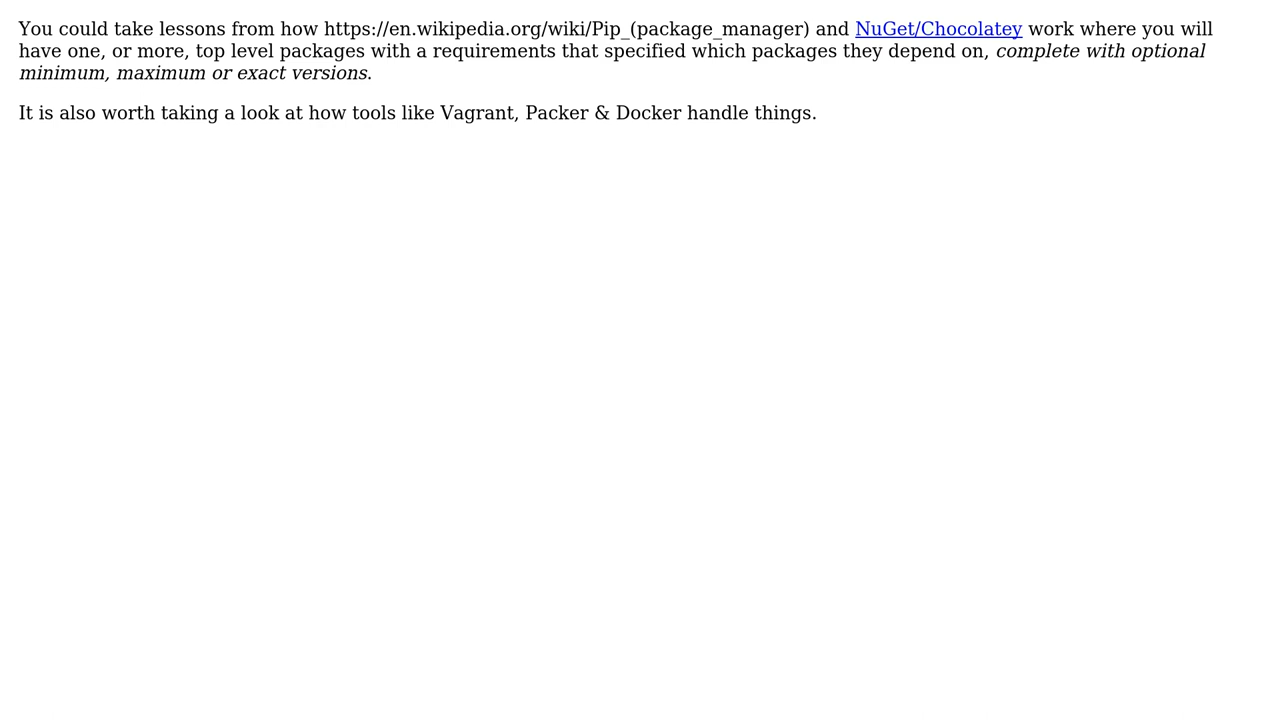 You could take lessons from how https://en.wikipedia.org/wiki/Pip_(package_manager) and NuGet/Chocolatey work where you will
have one, or more, top level packages with a requirements that specified which packages they depend on, complete with optional
minimum, maximum or exact versions.
It is also worth taking a look at how tools like Vagrant, Packer & Docker handle things.